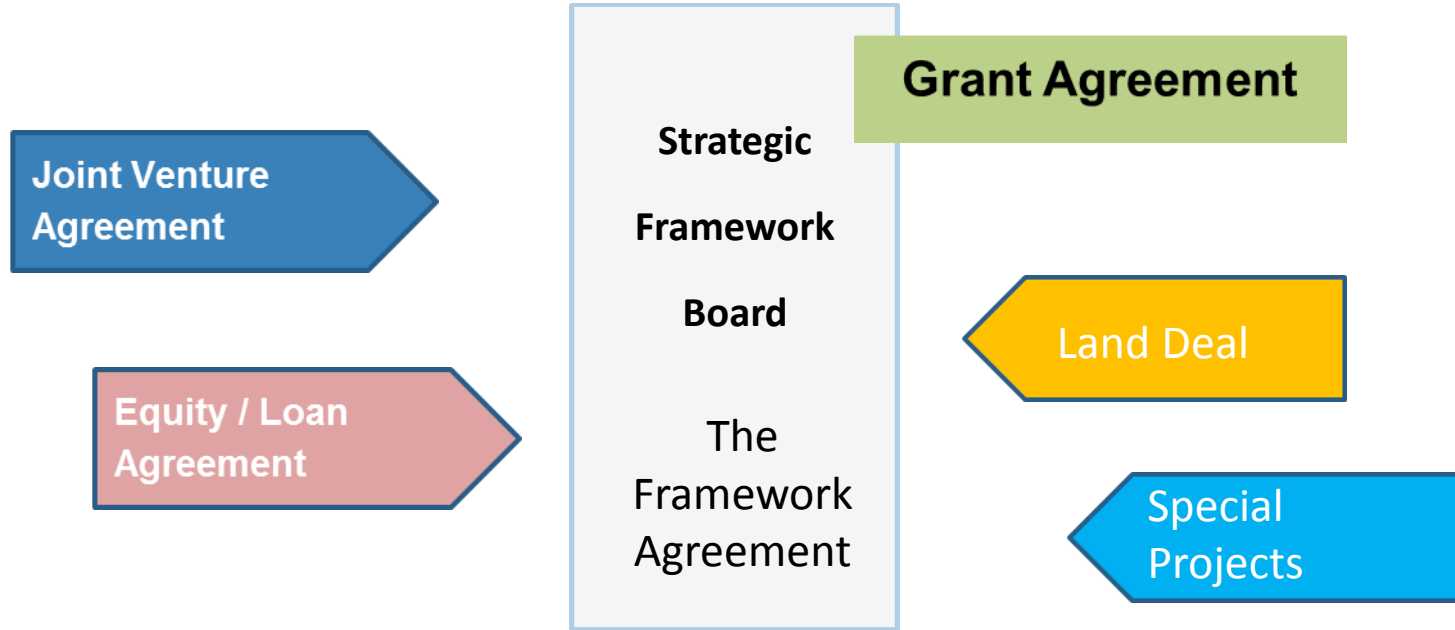 Joint Venture
Agreement
Equity / Loan
Agreement
Strategic
Framework
Board
The
Framework
Agreement
Grant Agreement
Land Deal
Special
Projects